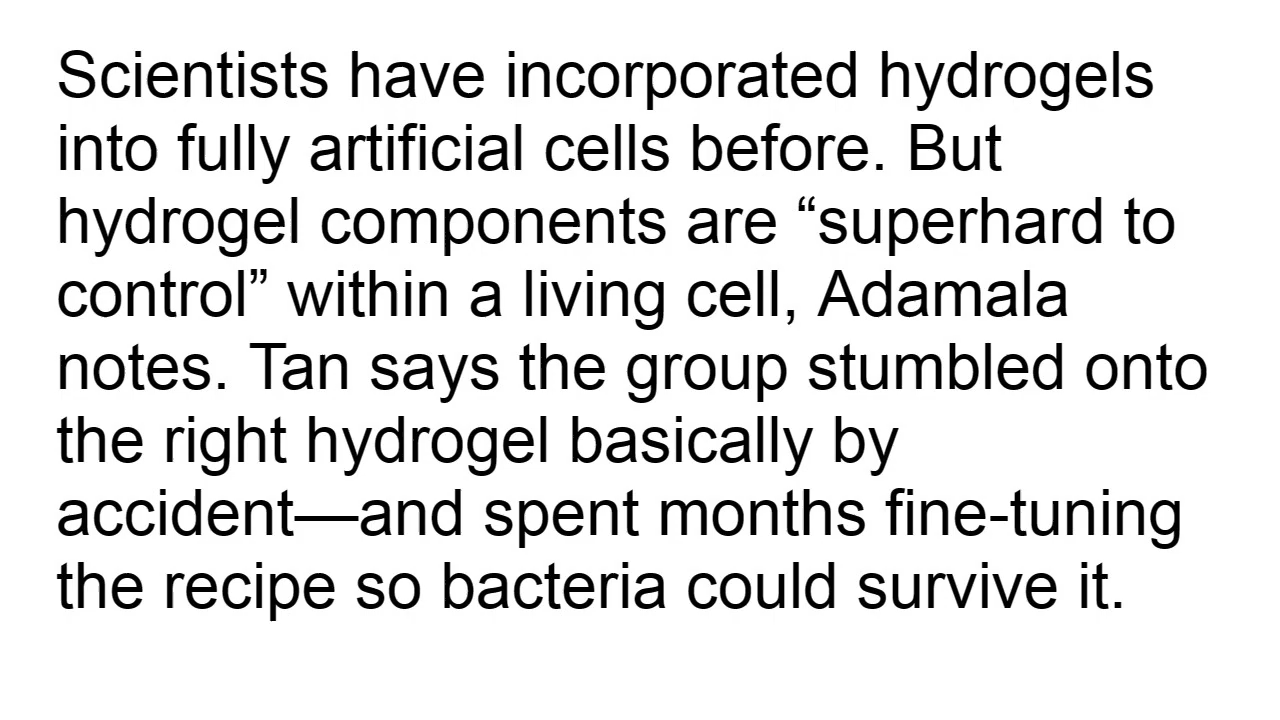 Scientists have incorporated hydrogels
into fully artificial cells before. But
hydrogel components are “superhard to
control” within a living cell, Adamala
notes. Tan says the group stumbled onto
the right hydrogel basically by
accident—and spent months fine-tuning
the recipe so bacteria could survive it.